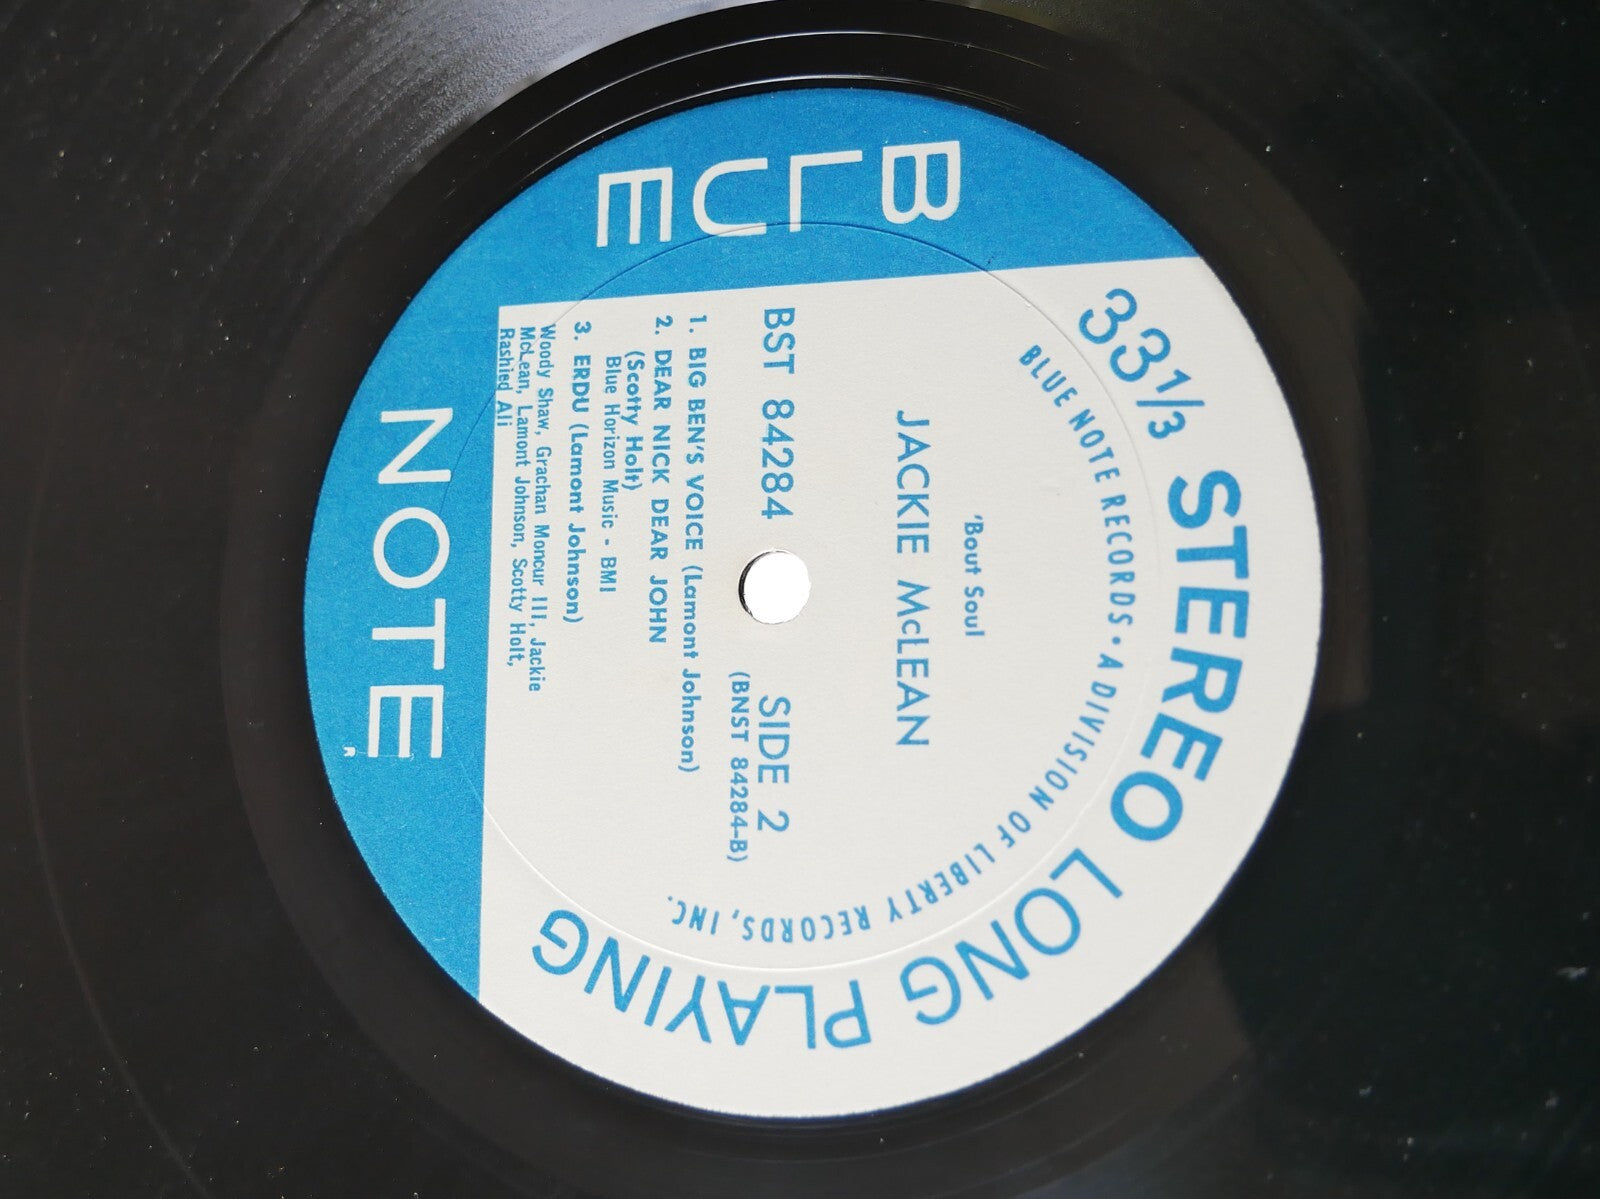 33 1/3 STEREO LONG PLAYING
BLUE NOTE RECORDS • A DIVISION OF LIBERTY RECORDS, INC.
'Bout Soul
JACKIE McLEAN
BST 84284
SIDE 2
(BNST 84284-B)
1. BIG BEN'S VOICE (Lamont Johnson)
2. DEAR NICK DEAR JOHN
(Scotty Holt)
Blue Horizon Music - BMI
3. ERDU (Lamont Johnson)
Woody Shaw, Grachan Moncur III, Jackie
McLean, Lamont Johnson, Scotty Holt,
Rashied Ali
BLUE
NOTE